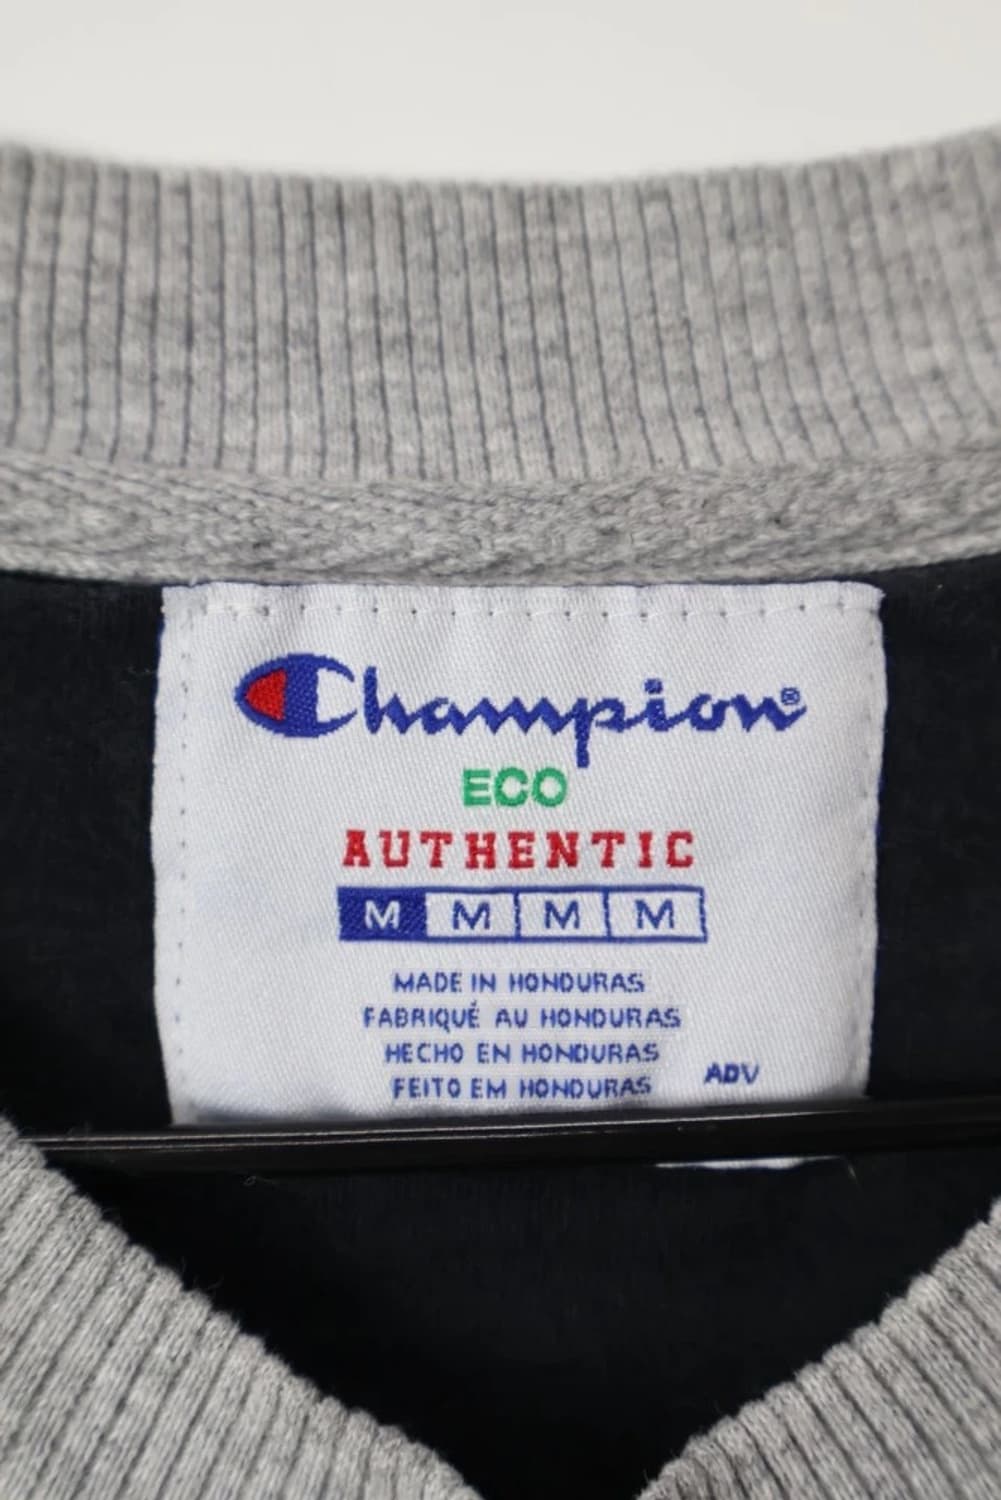 Champion®
ECO
AUTHENTIC
M M M M
MADE IN HONDURAS
FABRIQUÉ AU HONDURAS
HECHO EN HONDURAS
FEITO EM HONDURAS
ADV